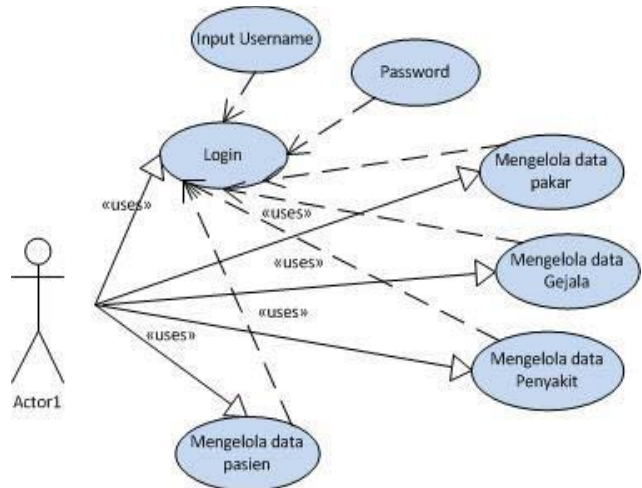 Input Username
Password
Login
Mengelola data
pakar
«uses»
«uses»
«uses»
Mengelola data
Gejala
«uses»
«uses»
Mengelola data
Penyakit
Actor1
Mengelola data
pasien